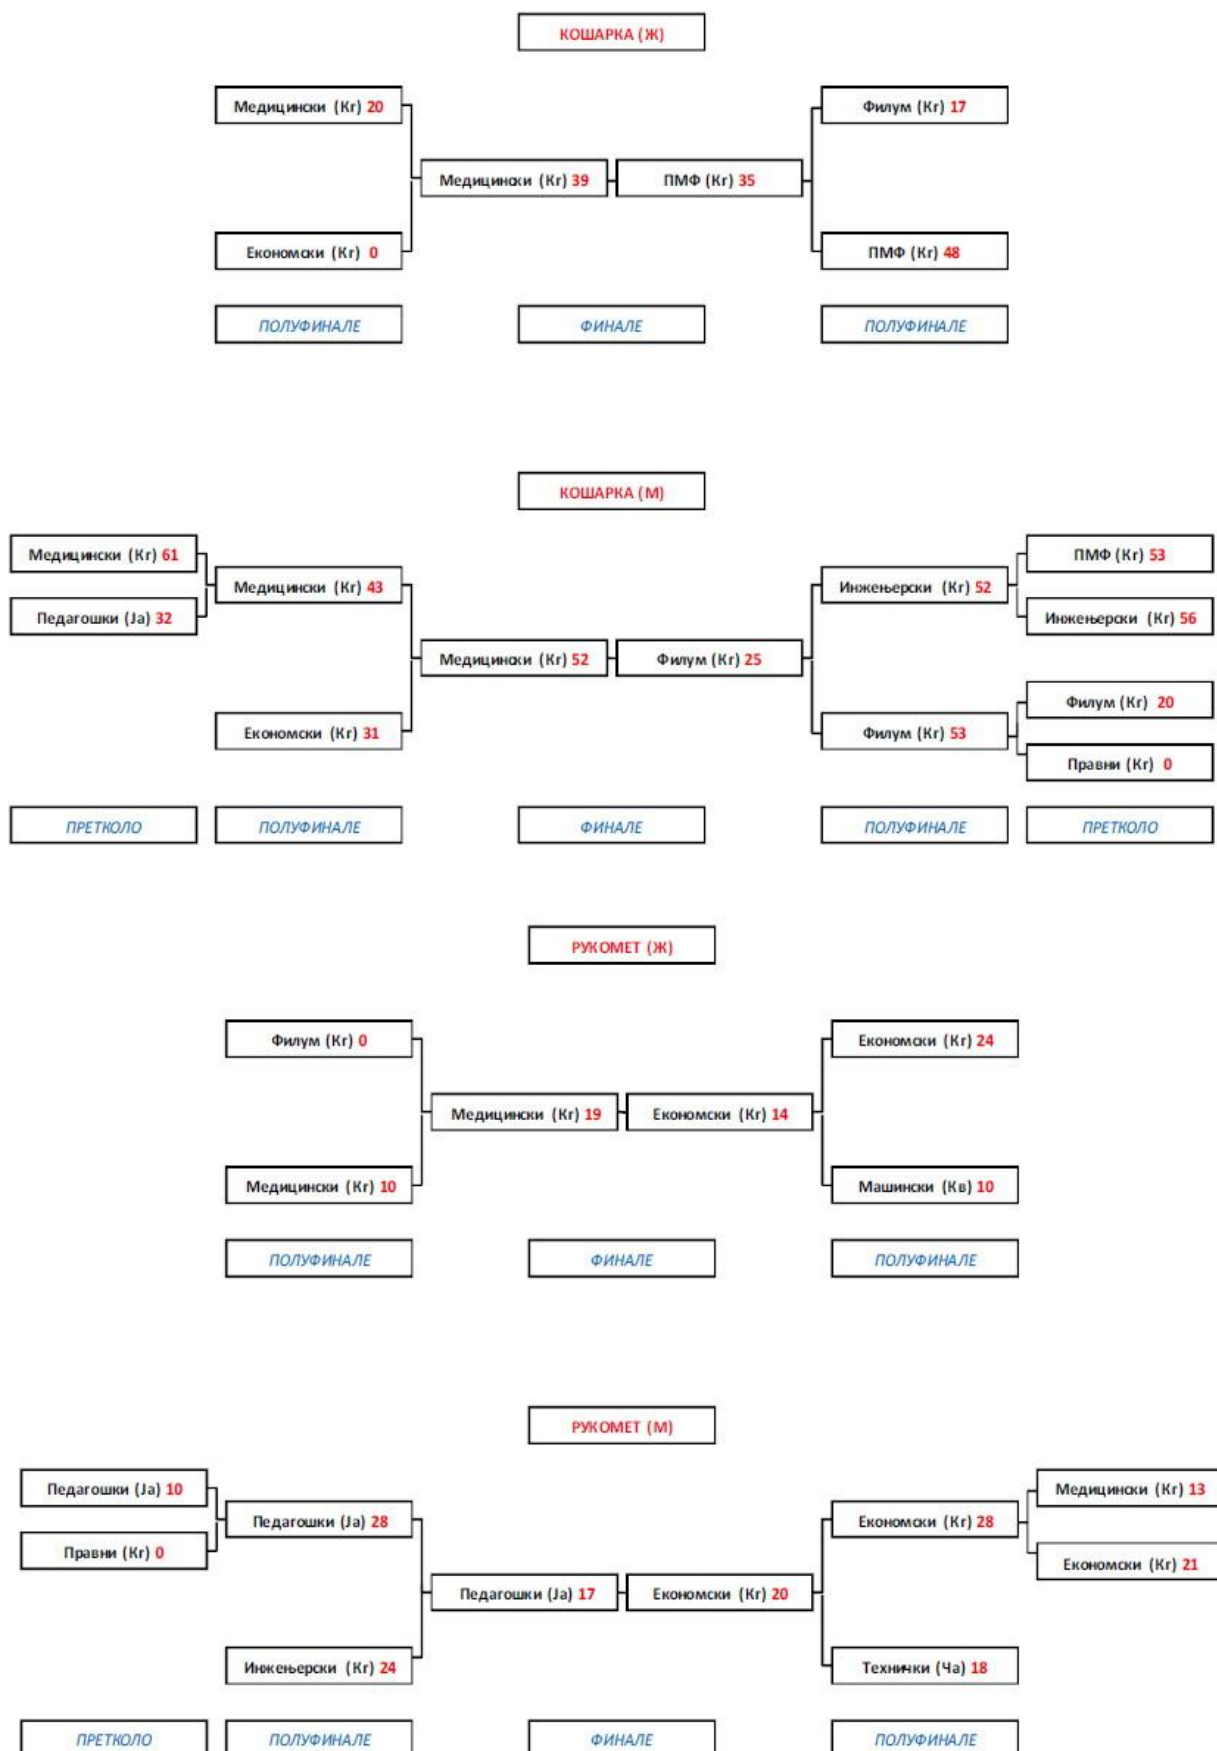 КОШАРКА (Ж)
Медицински (Кг) 20
Филум (Кг) 17
Медицински (Кг) 39
ПМФ (Кг) 35
Економски (Кг) 0
ПМФ (Кг) 48
ПОЛУФИНАЛЕ
ФИНАЛЕ
ПОЛУФИНАЛЕ
КОШАРКА (М)
Медицински (Кг) 61
ПМФ (Кг) 53
Медицински (Кг) 43
Инжењерски (Кг) 52
Педагошки (Ја) 32
Инжењерски (Кг) 56
Медицински (Кг) 52
Филум (Кг) 25
Филум (Кг) 20
Економски (Кг) 31
Филум (Кг) 53
Правни (Кг) 0
ПРЕТКОЛО
ПОЛУФИНАЛЕ
ФИНАЛЕ
ПОЛУФИНАЛЕ
ПРЕТКОЛО
РУКОМЕТ (Ж)
Филум (Кг) 0
Економски (Кг) 24
Медицински (Кг) 19
Економски (Кг) 14
Медицински (Кг) 10
Машински (Кв) 10
ПОЛУФИНАЛЕ
ФИНАЛЕ
ПОЛУФИНАЛЕ
РУКОМЕТ (М)
Педагошки (Ја) 10
Медицински (Кг) 13
Педагошки (Ја) 28
Економски (Кг) 28
Правни (Кг) 0
Економски (Кг) 21
Педагошки (Ја) 17
Економски (Кг) 20
Инжењерски (Кг) 24
Технички (Ча) 18
ПРЕТКОЛО
ПОЛУФИНАЛЕ
ФИНАЛЕ
ПОЛУФИНАЛЕ